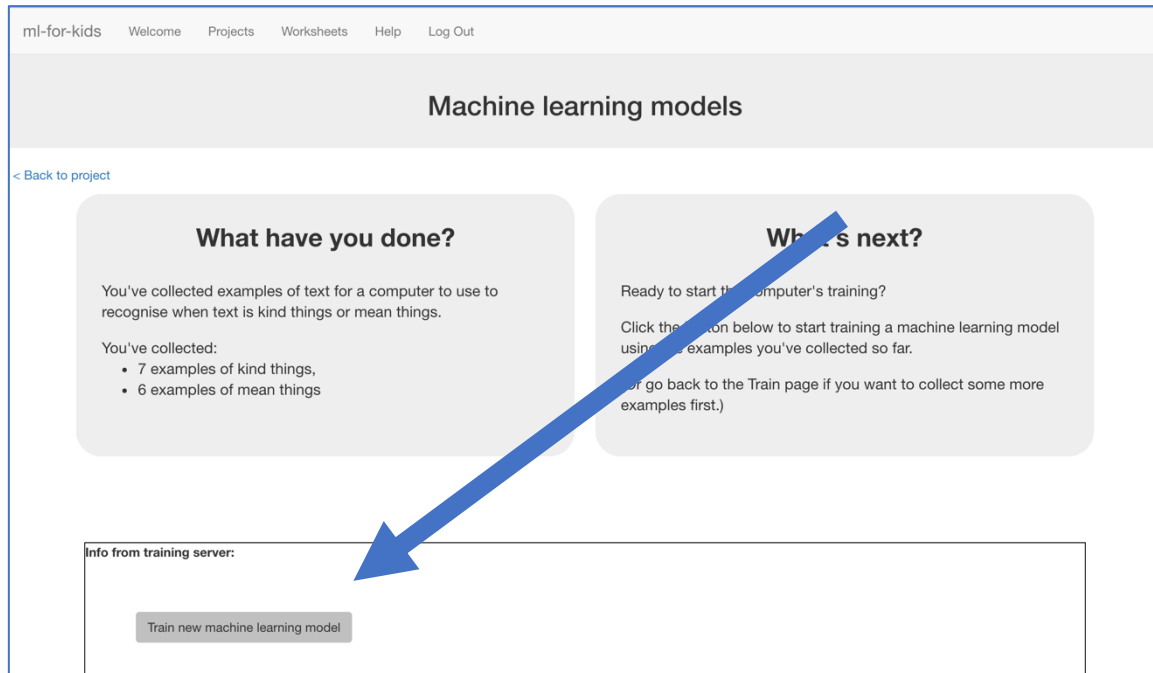 ml-for-kids Welcome Projects Worksheets Help Log Out
Machine learning models
< Back to project
What have you done?
You've collected examples of text for a computer to use to
recognise when text is kind things or mean things.
You've collected:
• 7 examples of kind things,
• 6 examples of mean things
next?
Ready to start computer's training?
Click the below to start training a machine learning model
using examples you've collected so far.
go back to the Train page if you want to collect some more
examples first.)
Info from training server:
Train new machine learning model